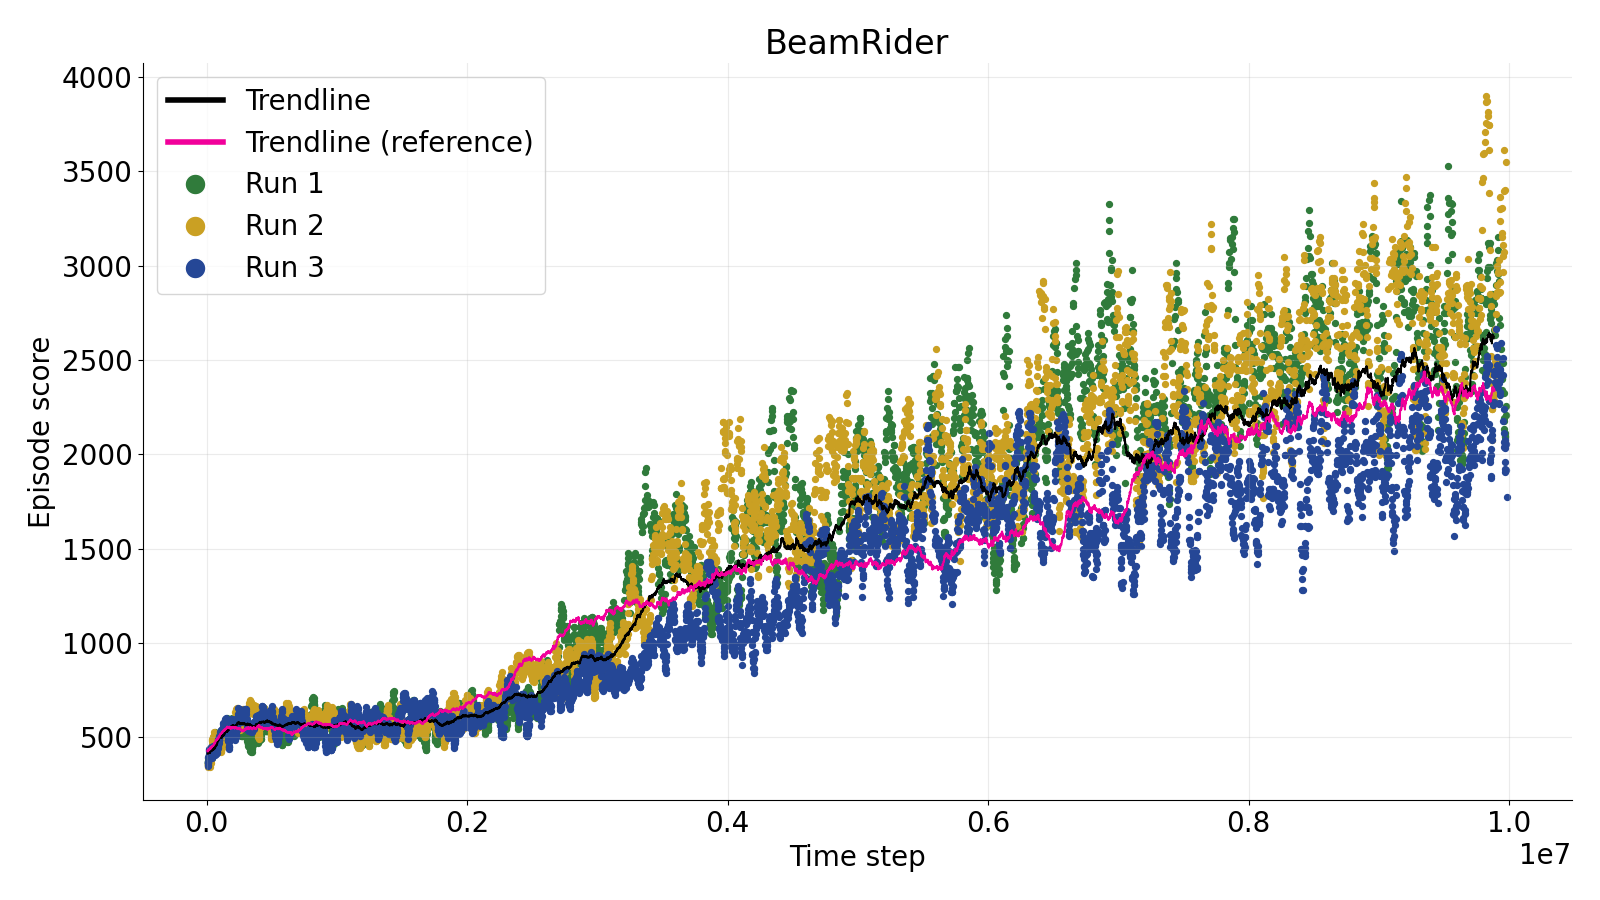 BeamRider
4000
3500
3000
2500
2000
1500
1000
500
Episode score
Trendline
Trendline (reference)
Run 1
Run 2
Run 3
0.0
0.2
0.4
0.6
0.8
1.0
1e7
Time step